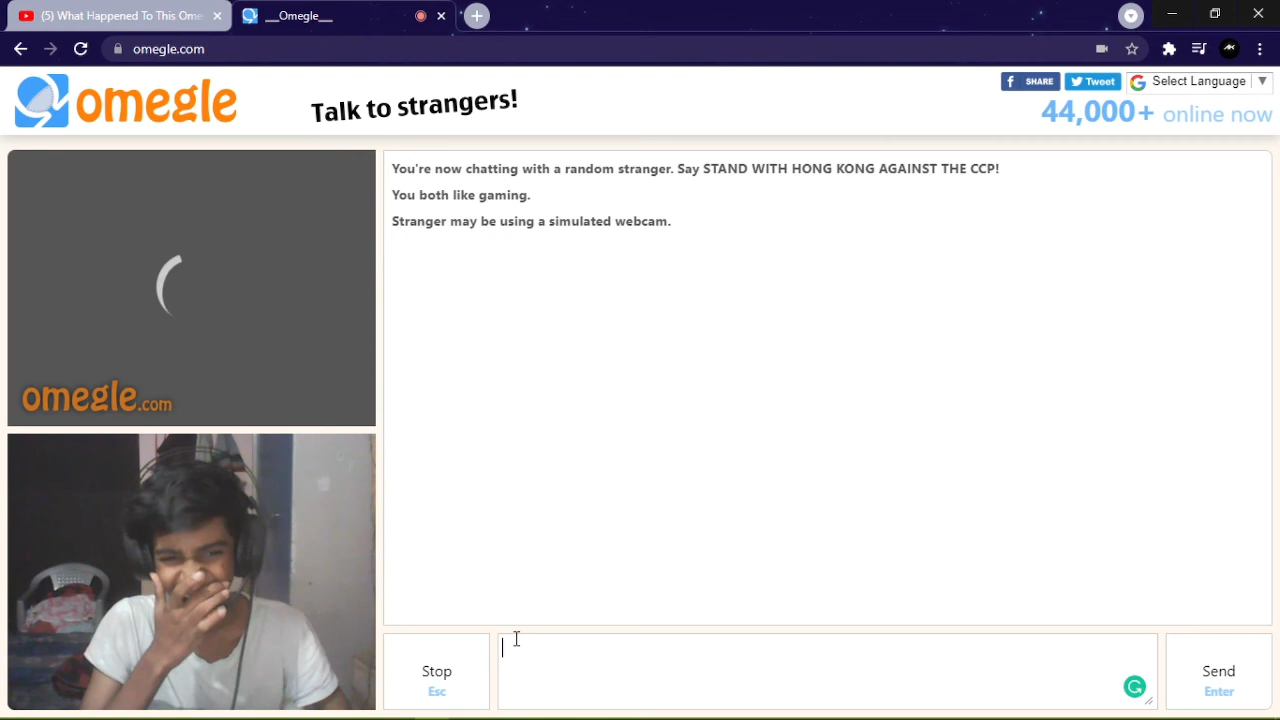 (5) What Happened To This Ome
__Omegle__
omegle.com
omegle
Talk to strangers!
SHARE
Tweet
Select Language
44,000+ online now
You're now chatting with a random stranger. Say STAND WITH HONG KONG AGAINST THE CCP!
You both like gaming.
Stranger may be using a simulated webcam.
omegle.com
Stop
Esc
Send
Enter